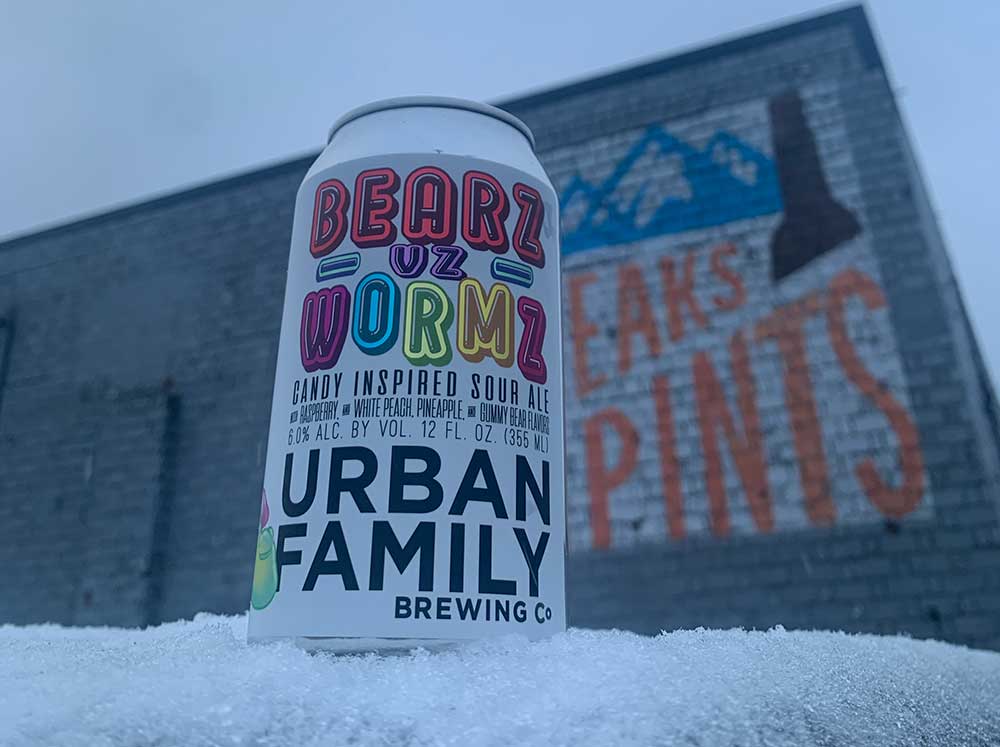 BEARZ
VZ
WORMZ
CANDY INSPIRED SOUR ALE
WITH RASPBERRY, AND WHITE PEACH, PINEAPPLE, AND GUMMY BEAR FLAVORS
6.0% ALC. BY VOL. 12 FL. OZ. (355 ML)
URBAN
FAMILY
BREWING Co
EAKS
PINTS